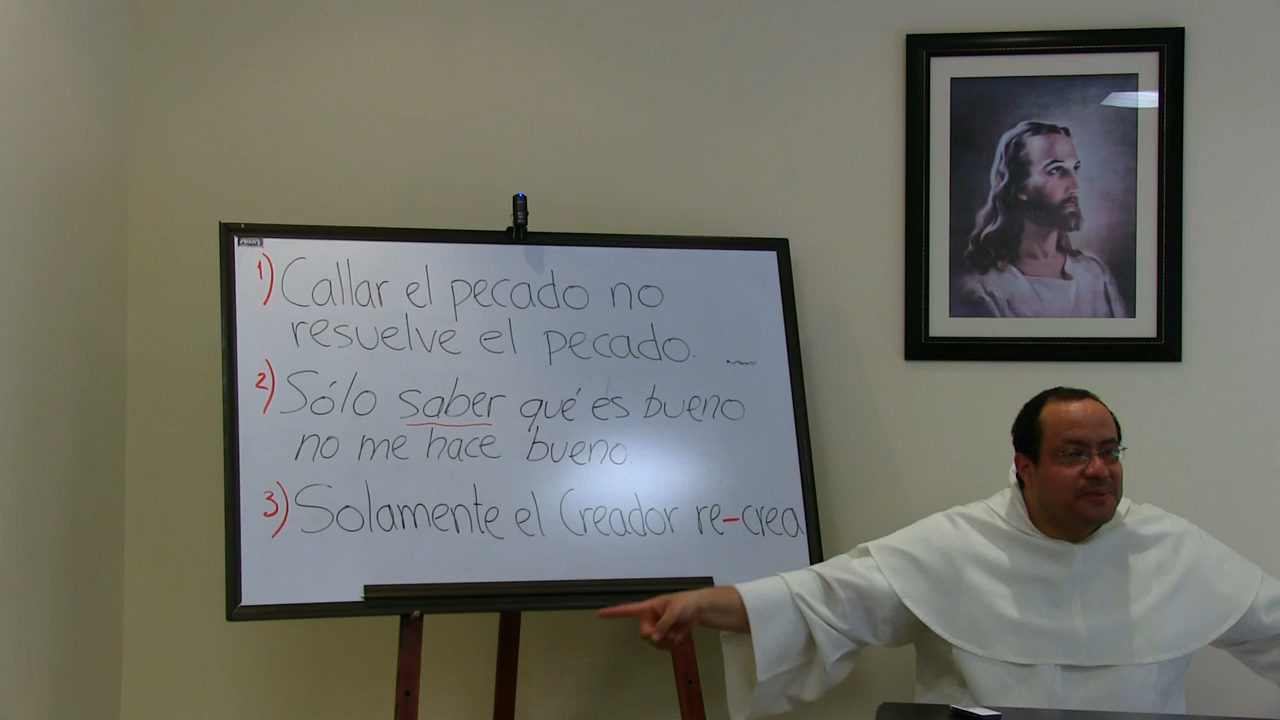 1) Callar el pecado no
resuelve el pecado.
2) Sólo saber qué es bueno
no me hace bueno.
3) Solamente el Creador re-crea